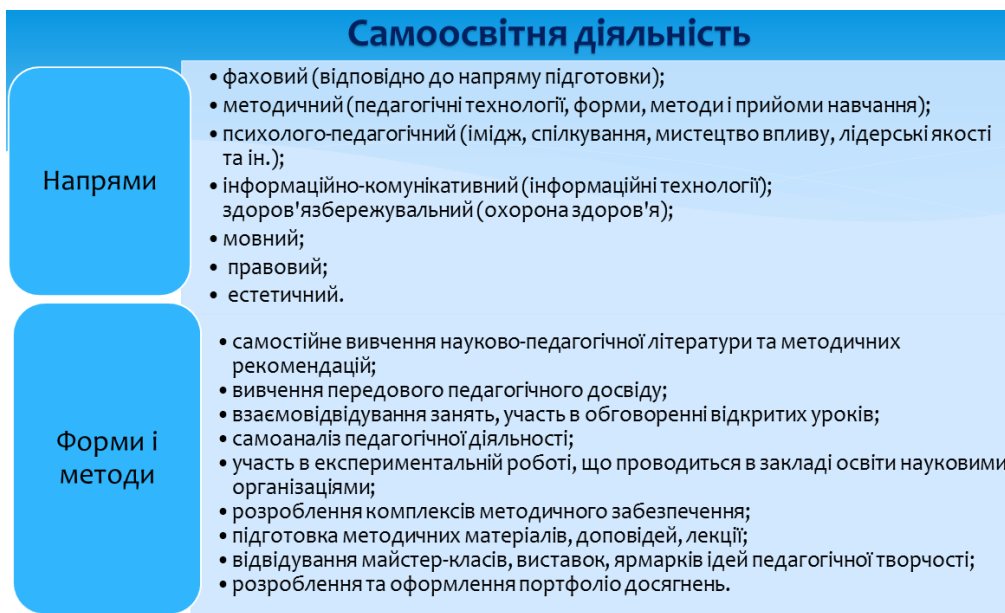 Самоосвітня діяльність
Напрями
• фаховий (відповідно до напряму підготовки);
• методичний (педагогічні технології, форми, методи і прийоми навчання);
• психолого-педагогічний (імідж, спілкування, мистецтво впливу, лідерські якості
та ін.);
• інформаційно-комунікативний (інформаційні технології);
здоров'язбережувальний (охорона здоров'я);
• мовний;
• правовий;
• естетичний.
Форми і
методи
• самостійне вивчення науково-педагогічної літератури та методичних
рекомендацій;
• вивчення передового педагогічного досвіду;
• взаємовідвідування занять, участь в обговоренні відкритих уроків;
• самоаналіз педагогічної діяльності;
• участь в експериментальній роботі, що проводиться в закладі освіти науковими
організаціями;
• розроблення комплексів методичного забезпечення;
• підготовка методичних матеріалів, доповідей, лекції;
• відвідування майстер-класів, виставок, ярмарків ідей педагогічної творчості;
• розроблення та оформлення портфоліо досягнень.